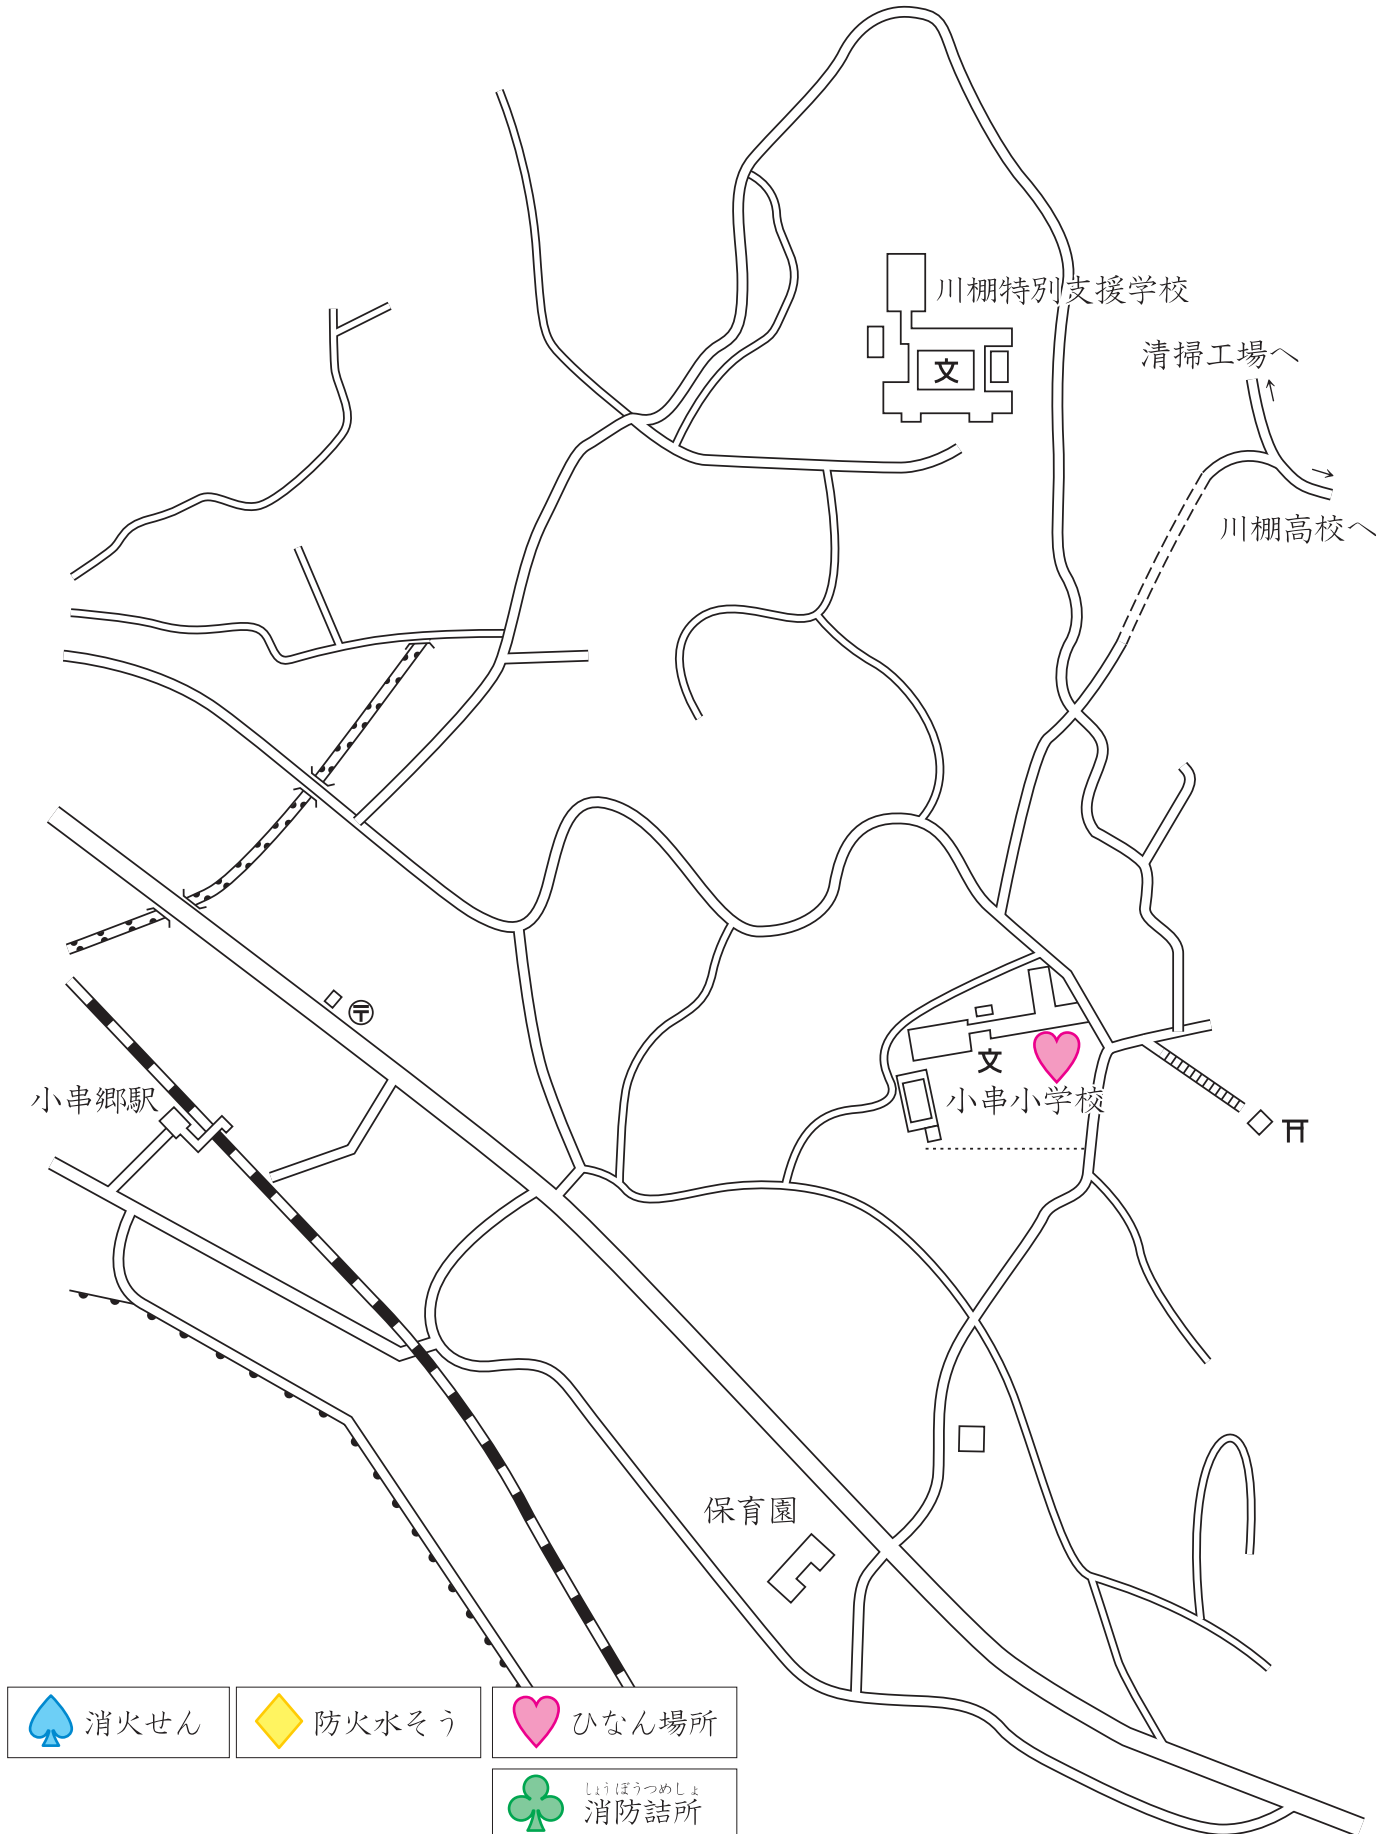 川棚特別支援学校
文
清掃工場へ
川棚高校へ
小串郷駅
文
小串小学校
保育園
消火せん
防火水そう
ひなん場所
しょうぼうつめしょ
消防詰所